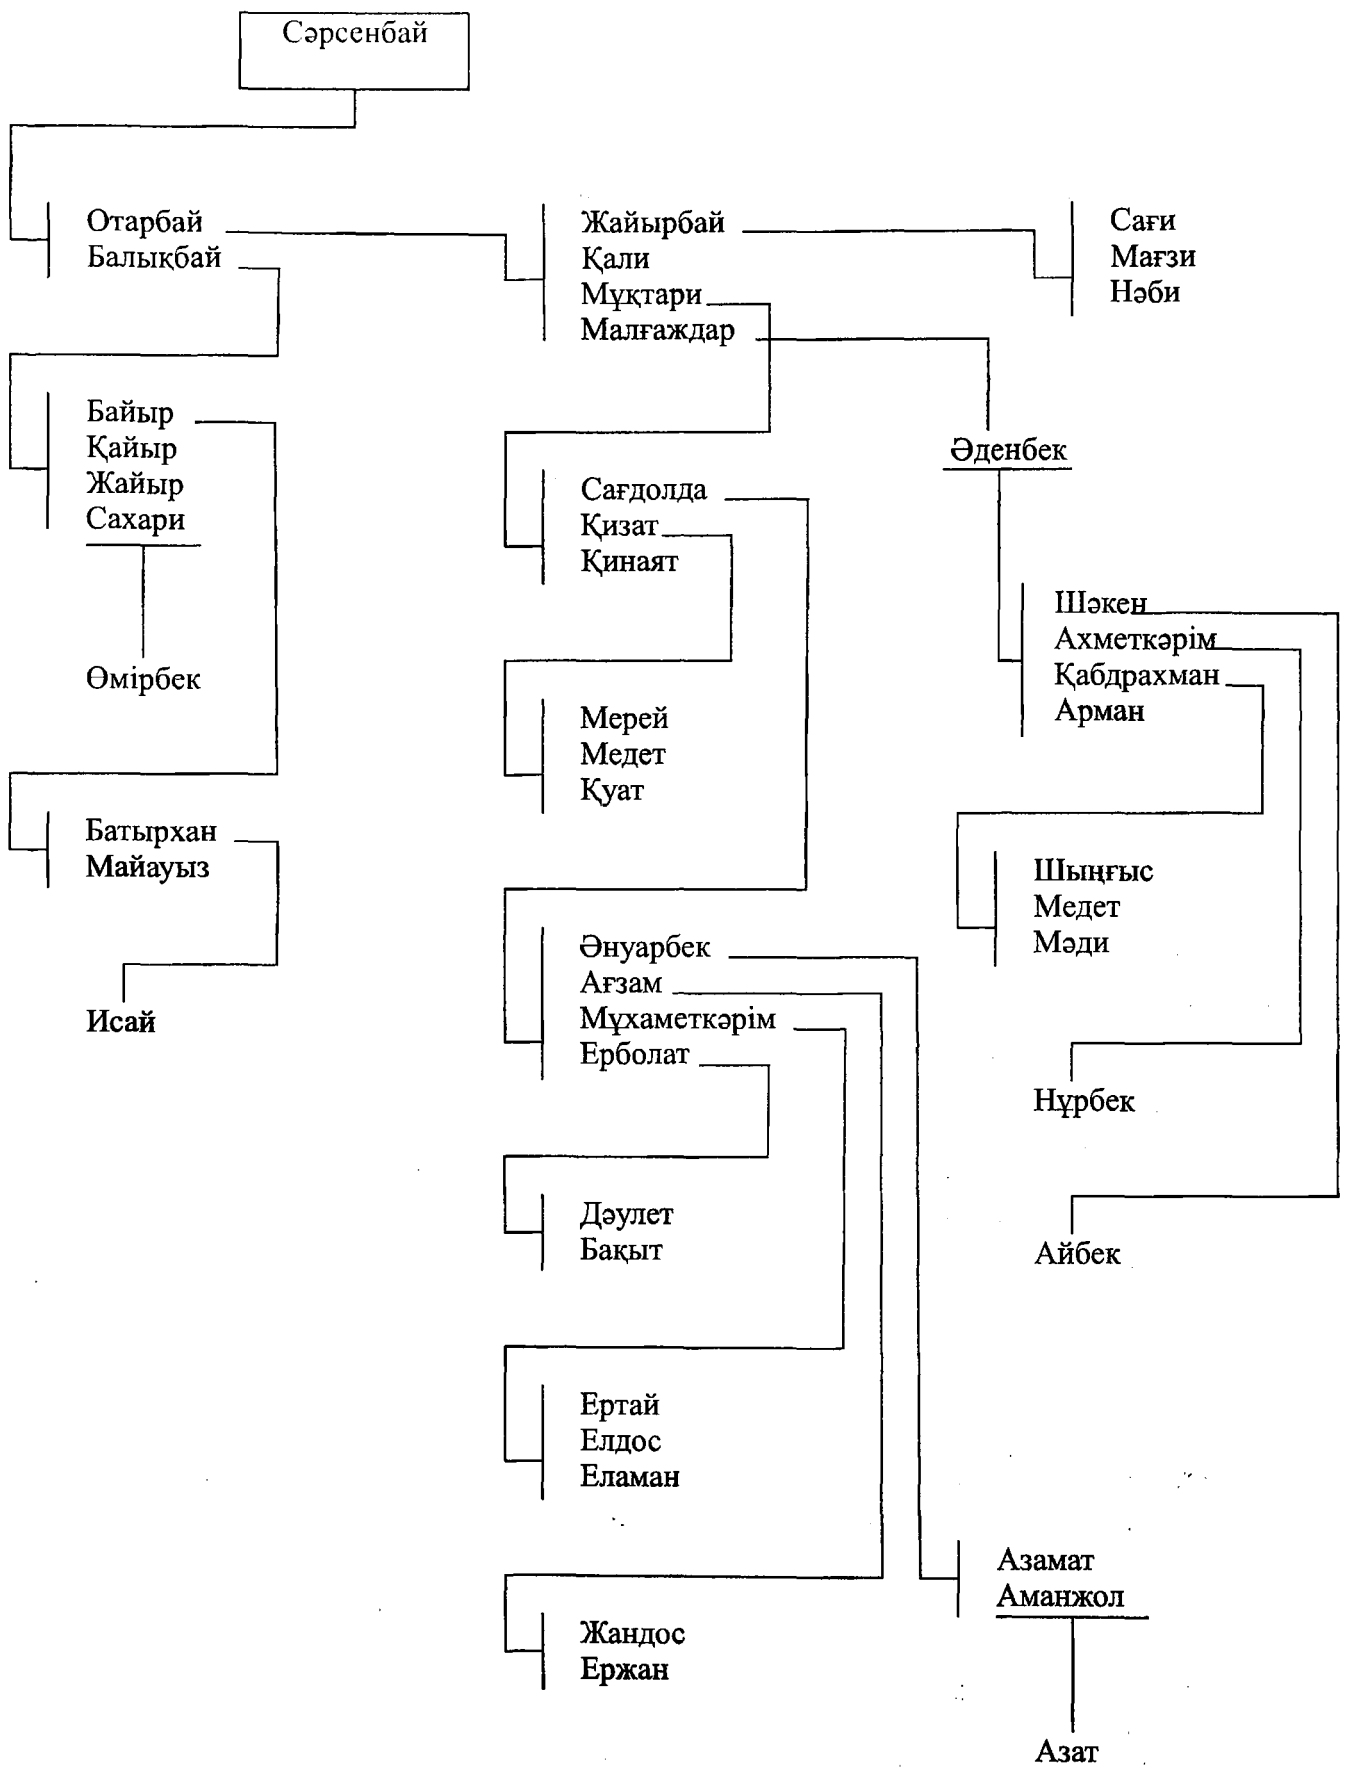 Сәрсенбай
Отарбай
Балықбай
Жайырбай
Қали
Мұқтари
Малғаждар
Сағи
Мағзи
Нәби
Байыр
Қайыр
Жайыр
Сахари
Өмірбек
Батырхан
Майауыз
Исай
Сағдолда
Қизат
Қинаят
Мерей
Медет
Қуат
Әнуарбек
Ағзам
Мұхаметкәрім
Ерболат
Дәулет
Бақыт
Ертай
Елдос
Еламан
Жандос
Ержан
Әденбек
Шәкен
Ахметкәрім
Қабдрахман
Арман
Шыңғыс
Медет
Мәди
Нұрбек
Айбек
Азамат
Аманжол
Азат